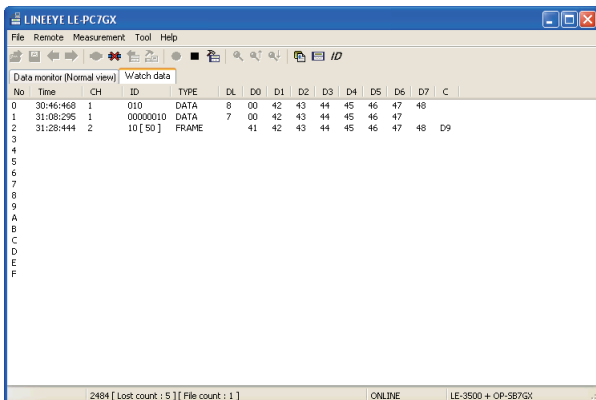 LINEEYE LE-PC7GX
File Remote Measurement Tool Help
ID
Data monitor (Normal view) Watch data
No Time CH ID TYPE DL D0 D1 D2 D3 D4 D5 D6 D7 C
0 30:46:468 1 010 DATA 8 00 42 43 44 45 46 47 48
1 31:08:295 1 00000010 DATA 7 00 42 43 44 45 46 47
2 31:28:444 2 10 [ 50 ] FRAME 41 42 43 44 45 46 47 48 D9
3
4
5
6
7
8
9
A
B
C
D
E
F
2484 [ Lost count : 5 ] [ File count : 1 ] ONLINE LE-3500 + OP-SB7GX